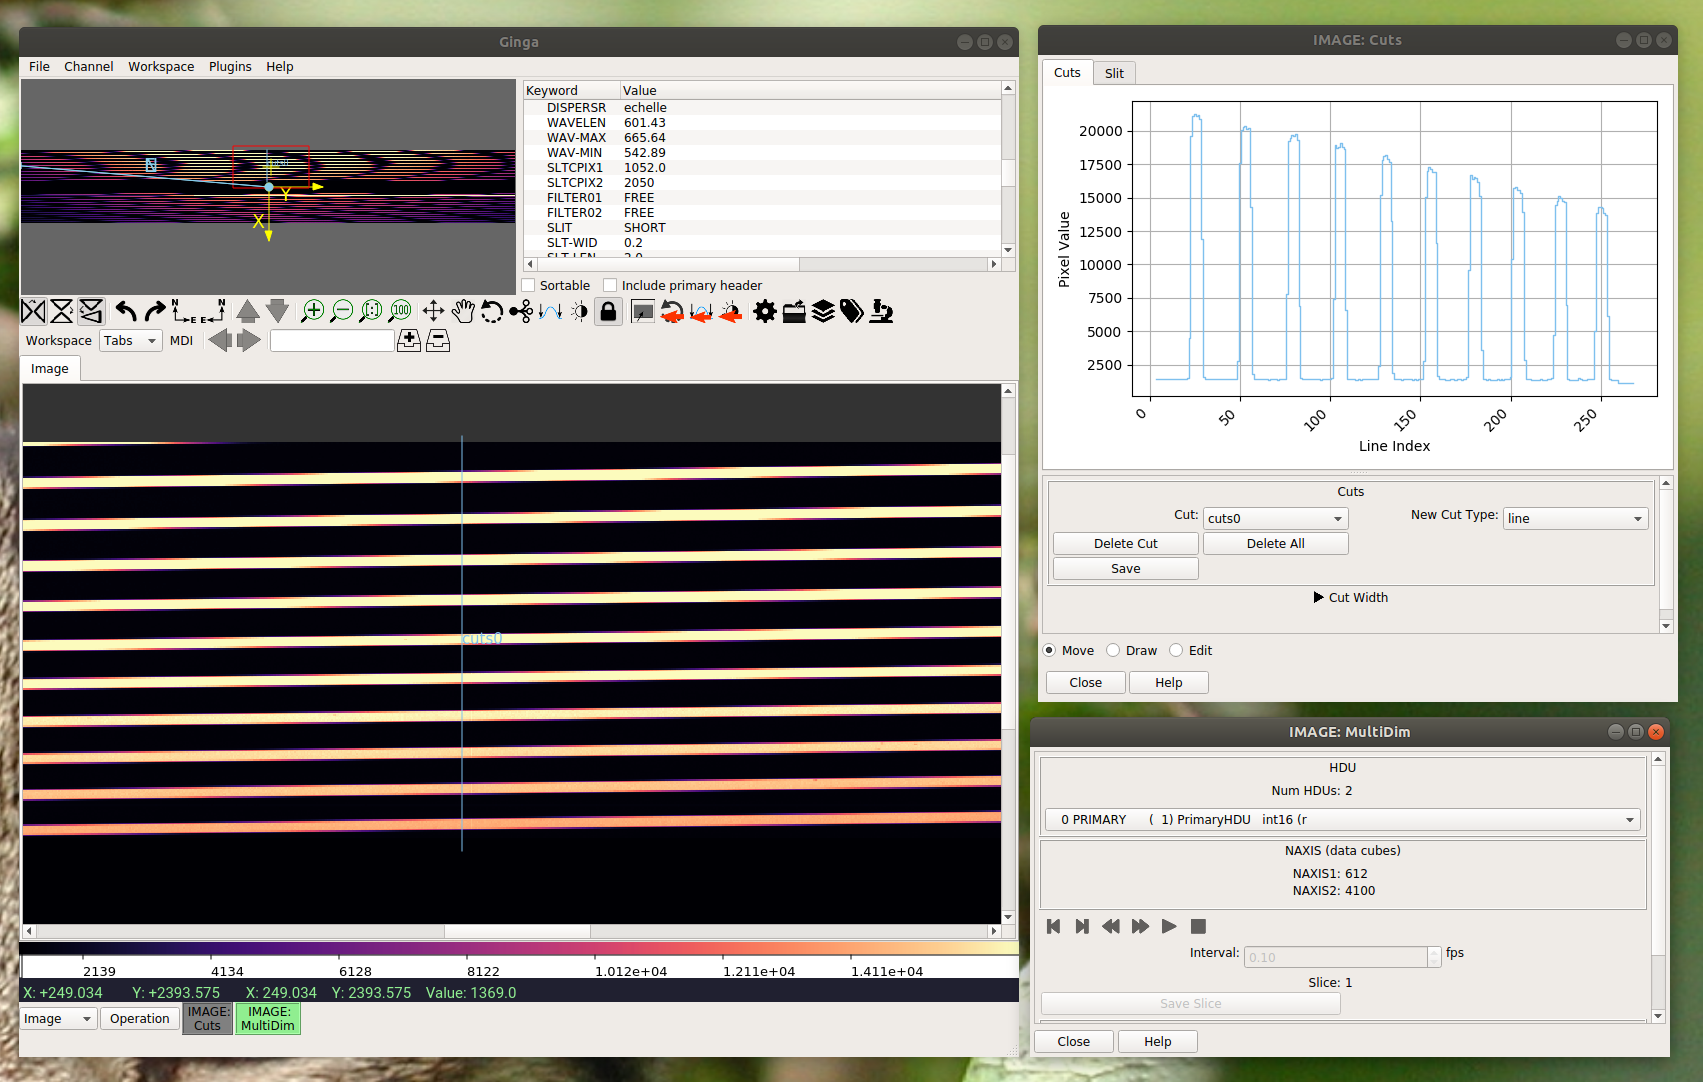 Ginga
File Channel Workspace Plugins Help
N
Y
X
Keyword Value
DISPERSR echelle
WAVELEN 601.43
WAV-MAX 665.64
WAV-MIN 542.89
SLTCPIX1 1052.0
SLTCPIX2 2050
FILTER01 FREE
FILTER02 FREE
SLIT SHORT
SLT-WID 0.2
SLT-LEN 2.0
Sortable Include primary header
N E N E 1:1 100
Workspace Tabs MDI
Image
cuts0
2139 4134 6128 8122 1.012e+04 1.211e+04 1.411e+04
X: +249.034 Y: +2393.575 X: 249.034 Y: 2393.575 Value: 1369.0
Image Operation IMAGE: Cuts IMAGE: MultiDim
IMAGE: Cuts
Cuts Slit
20000
17500
15000
12500
10000
7500
5000
2500
Pixel Value
0 50 100 150 200 250
Line Index
Cuts
Cut: cuts0 New Cut Type: line
Delete Cut Delete All
Save
Cut Width
Move Draw Edit
Close Help
IMAGE: MultiDim
HDU
Num HDUs: 2
0 PRIMARY ( 1) PrimaryHDU int16 (r
NAXIS (data cubes)
NAXIS1: 612
NAXIS2: 4100
Interval: 0.10 fps
Slice: 1
Save Slice
Close Help